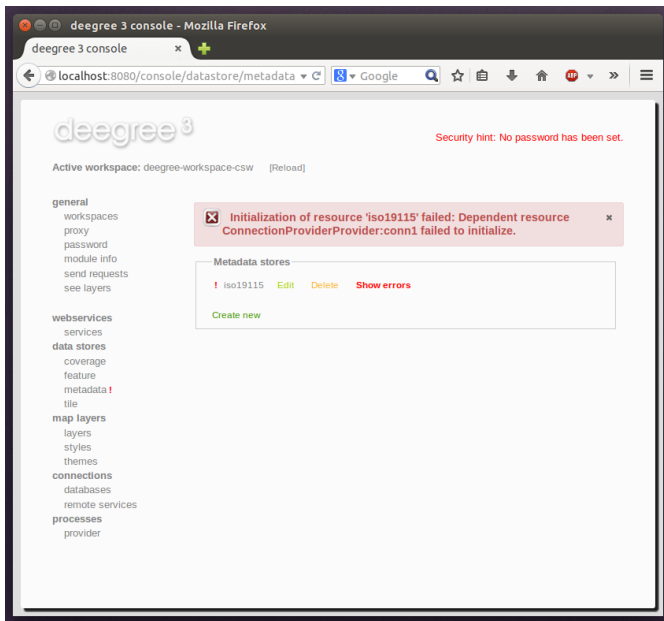 deegree 3 console - Mozilla Firefox
deegree 3 console
localhost:8080/console/datastore/metadata
Google
ABP
deegree 3
Security hint: No password has been set.
Active workspace: deegree-workspace-csw [Reload]
general
workspaces
proxy
password
module info
send requests
see layers
Initialization of resource 'iso19115' failed: Dependent resource
ConnectionProviderProvider:conn1 failed to initialize.
Metadata stores
! iso19115 Edit Delete Show errors
Create new
webservices
services
data stores
coverage
feature
metadata !
tile
map layers
layers
styles
themes
connections
databases
remote services
processes
provider